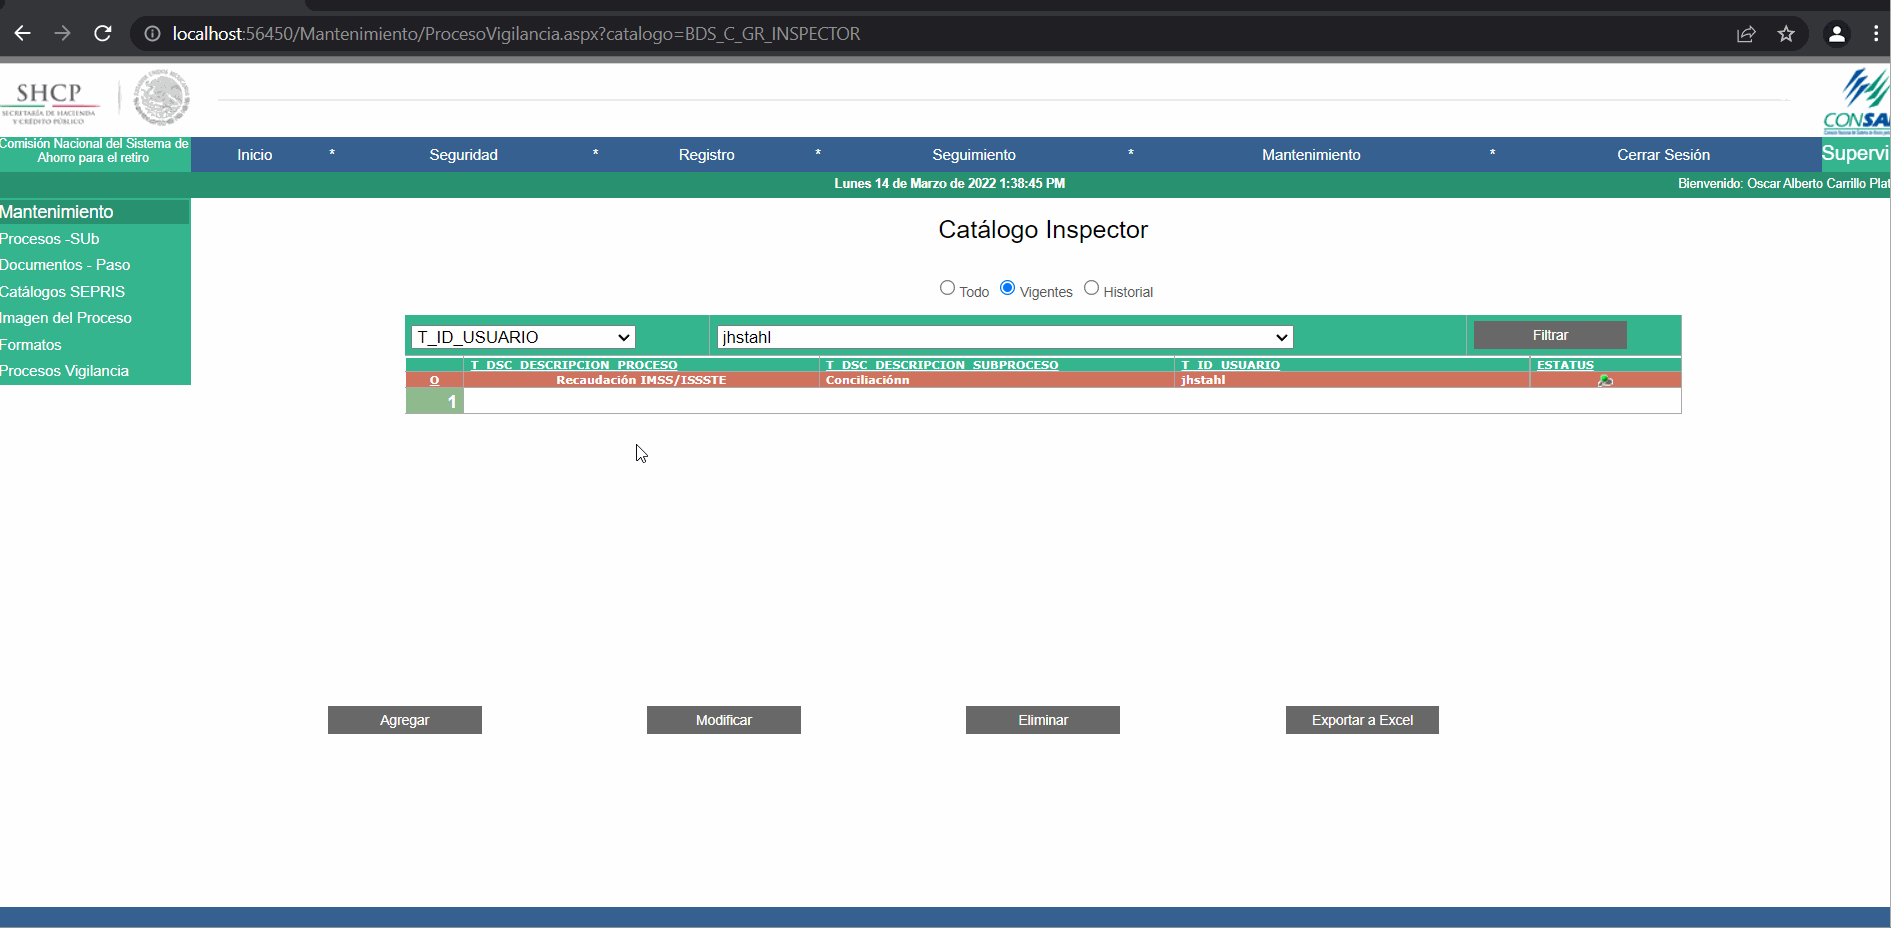 localhost:56450/Mantenimiento/ProcesoVigilancia.aspx?catalogo=BDS_C_GR_INSPECTOR
SHCP
SECRETARÍA DE HACIENDA
Y CRÉDITO PÚBLICO
CONSA
Comisión Nacional del Sistema de
Ahorro para el retiro
Inicio * Seguridad * Registro * Seguimiento * Mantenimiento * Cerrar Sesión
Supervi
Lunes 14 de Marzo de 2022 1:38:45 PM
Bienvenido: Oscar Alberto Carrillo Plat
Mantenimiento
Procesos -SUb
Documentos - Paso
Catálogos SEPRIS
Imagen del Proceso
Formatos
Procesos Vigilancia
Catálogo Inspector
Todo Vigentes Historial
T_ID_USUARIO jhstahl Filtrar
T_DSC_DESCRIPCION_PROCESO T_DSC_DESCRIPCION_SUBPROCESO T_ID_USUARIO ESTATUS
O Recaudación IMSS/ISSSTE Conciliaciónn jhstahl
1
Agregar Modificar Eliminar Exportar a Excel